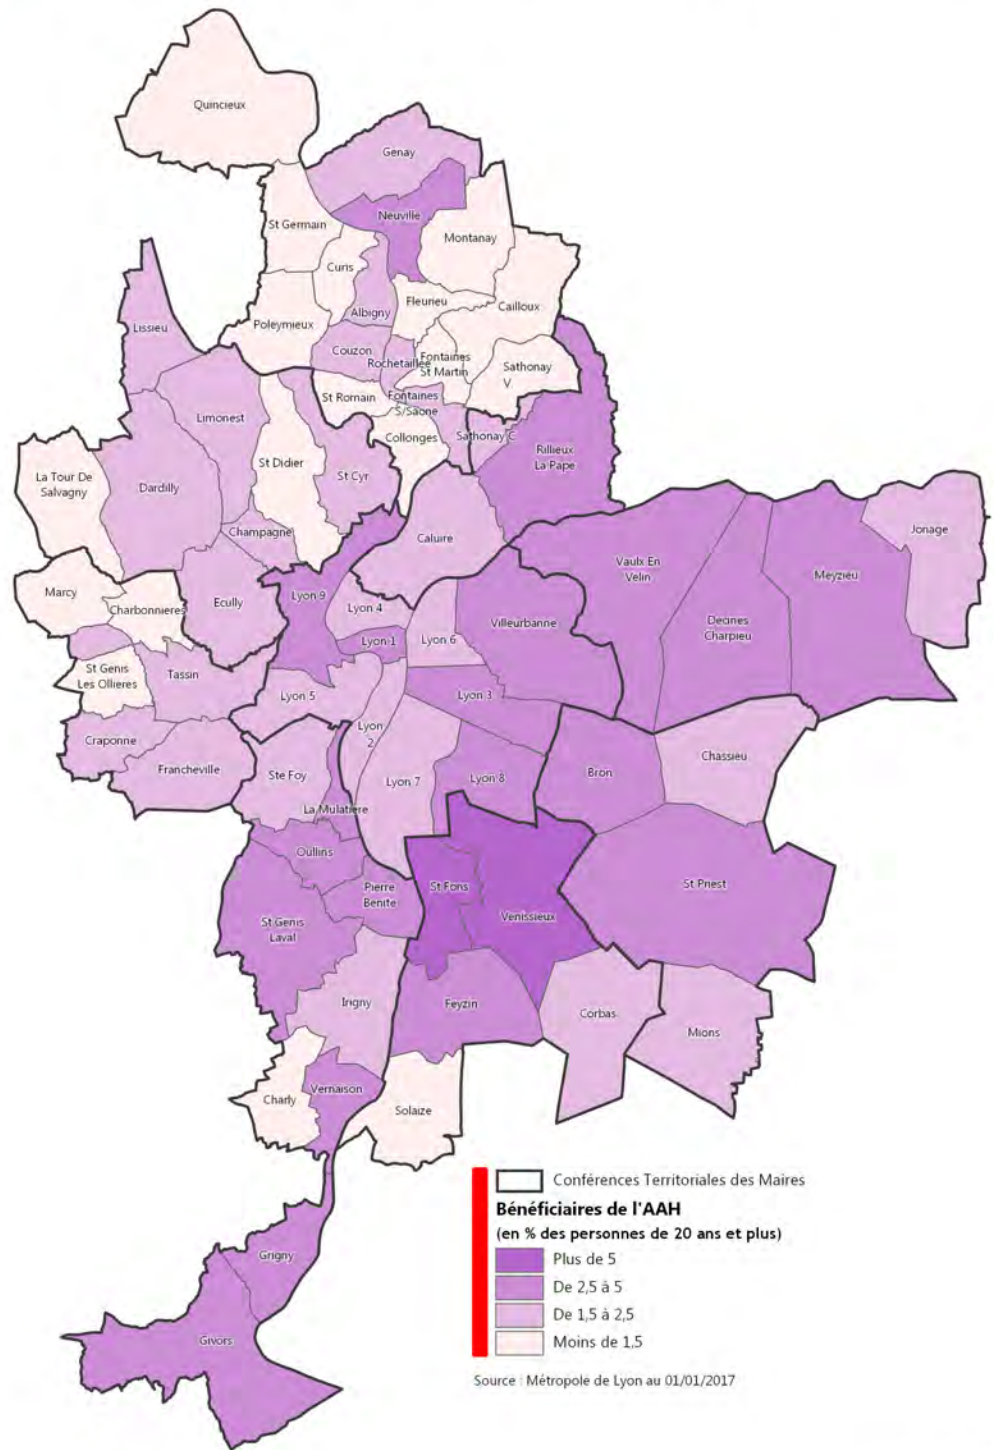 Quincieux
Genay
Neuville
St Germain
Montanay
Curis
Fleurieu
Cailloux
Albigny
Lissieu
Poleymieux
Couzon
Rochetaillée
Fontaines
St Martin
Sathonay
V
St Romain
Fontaines
S/Saone
Limonest
Collonges
Sathonay C
Rillieux
La Pape
St Didier
St Cyr
La Tour De
Salvagny
Dardilly
Champagne
Caluire
Jonage
Vaulx En
Velin
Meyzieu
Marcy
Charbonnieres
Ecully
Lyon 9
Lyon 4
Villeurbanne
Decines
Charpieu
Lyon 1
Lyon 6
St Genis
Les Ollieres
Tassin
Lyon 5
Lyon 3
Craponne
Lyon
2
Francheville
Ste Foy
Lyon 7
Lyon 8
Bron
Chassieu
La Mulatiere
Oullins
Pierre
Benite
St Fons
St Priest
St Genis
Laval
Venissieux
Irigny
Feyzin
Corbas
Mions
Charly
Vernaison
Solaize
Grigny
Givors
Conférences Territoriales des Maires
Bénéficiaires de l'AAH
(en % des personnes de 20 ans et plus)
Plus de 5
De 2,5 à 5
De 1,5 à 2,5
Moins de 1,5
Source : Métropole de Lyon au 01/01/2017